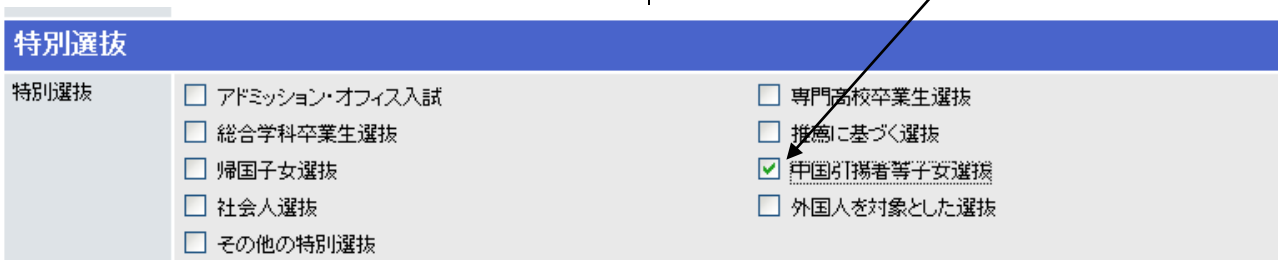 特別選抜
特別選抜
アドミッション・オフィス入試 専門高校卒業生選抜
総合学科卒業生選抜 推薦に基づく選抜
帰国子女選抜 中国引揚者等子女選抜
社会人選抜 外国人を対象とした選抜
その他の特別選抜